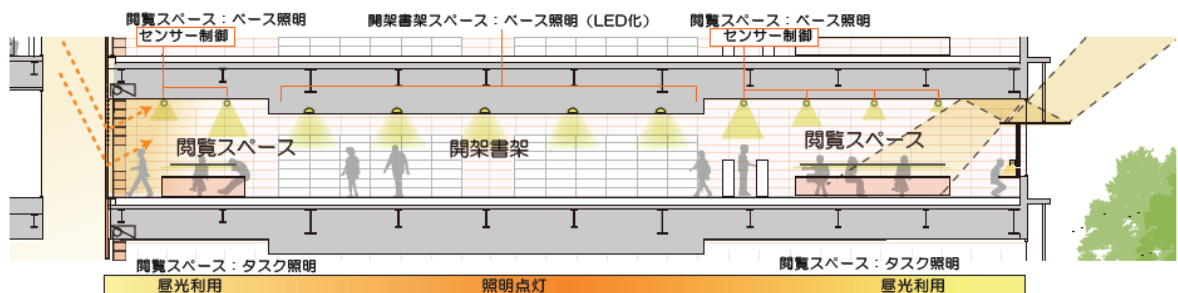 閲覧スペース：ベース照明
センサー制御
開架書架スペース：ベース照明（LED化）
閲覧スペース：ベース照明
センサー制御
閲覧スペース
開架書架
閲覧スペース
閲覧スペース：タスク照明
閲覧スペース：タスク照明
昼光利用
照明点灯
昼光利用